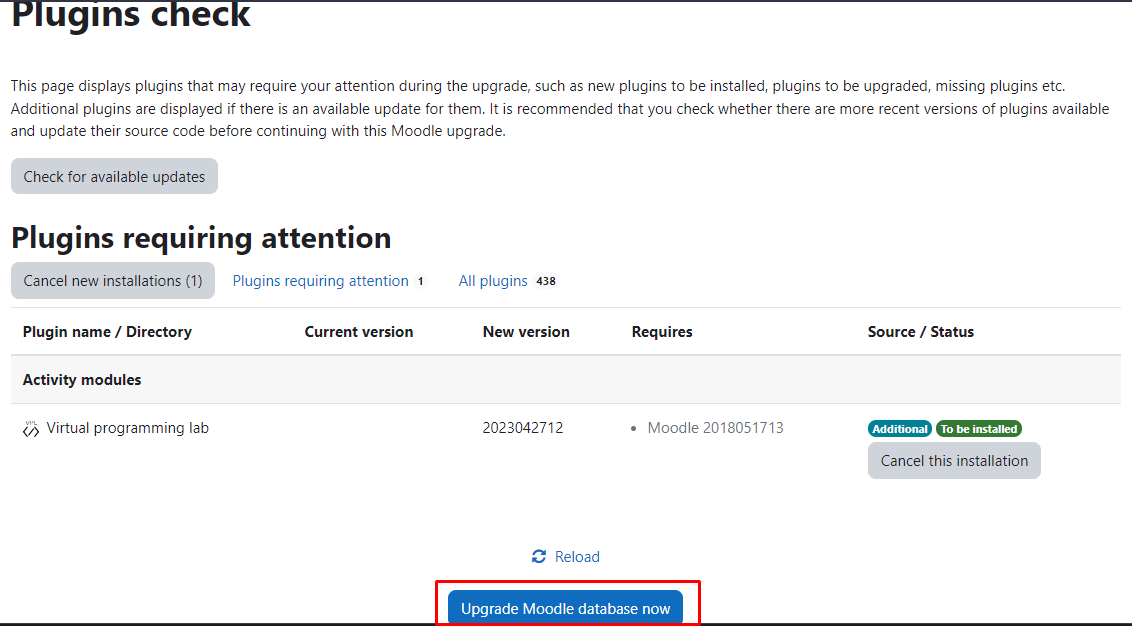 Plugins check
This page displays plugins that may require your attention during the upgrade, such as new plugins to be installed, plugins to be upgraded, missing plugins etc.
Additional plugins are displayed if there is an available update for them. It is recommended that you check whether there are more recent versions of plugins available
and update their source code before continuing with this Moodle upgrade.
Check for available updates
Plugins requiring attention
Cancel new installations (1) Plugins requiring attention 1 All plugins 438
Plugin name / Directory Current version New version Requires Source / Status
Activity modules
VPL Virtual programming lab 2023042712 • Moodle 2018051713 Additional To be installed
Cancel this installation
Reload
Upgrade Moodle database now